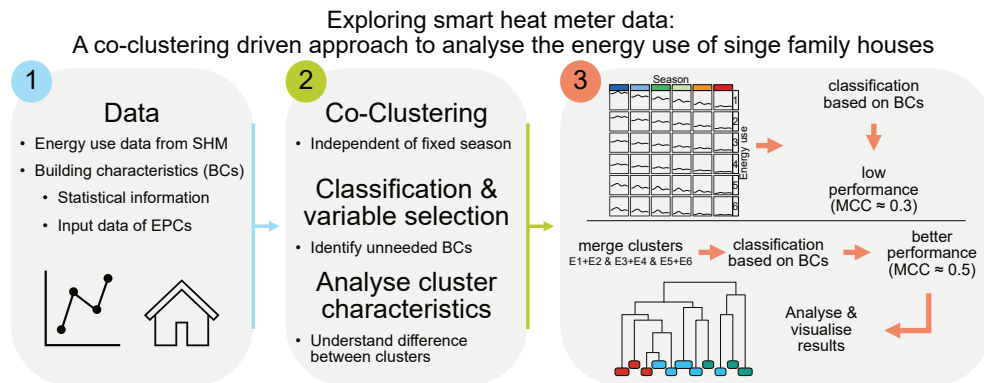 Exploring smart heat meter data:
A co-clustering driven approach to analyse the energy use of singe family houses
1
Data
• Energy use data from SHM
• Building characteristics (BCs)
• Statistical information
• Input data of EPCs
2
Co-Clustering
• Independent of fixed season
Classification &
variable selection
• Identify unneeded BCs
Analyse cluster
characteristics
• Understand difference
between clusters
3
Season
1
2
3
4
5
6
Energy use
classification
based on BCs
low
performance
(MCC ≈ 0.3)
merge clusters
E1+E2 & E3+E4 & E5+E6
classification
based on BCs
better
performance
(MCC ≈ 0.5)
Analyse &
visualise
results